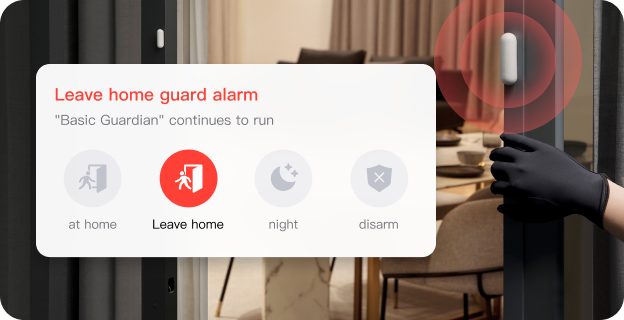 Leave home guard alarm
"Basic Guardian" continues to run
at home
Leave home
night
disarm